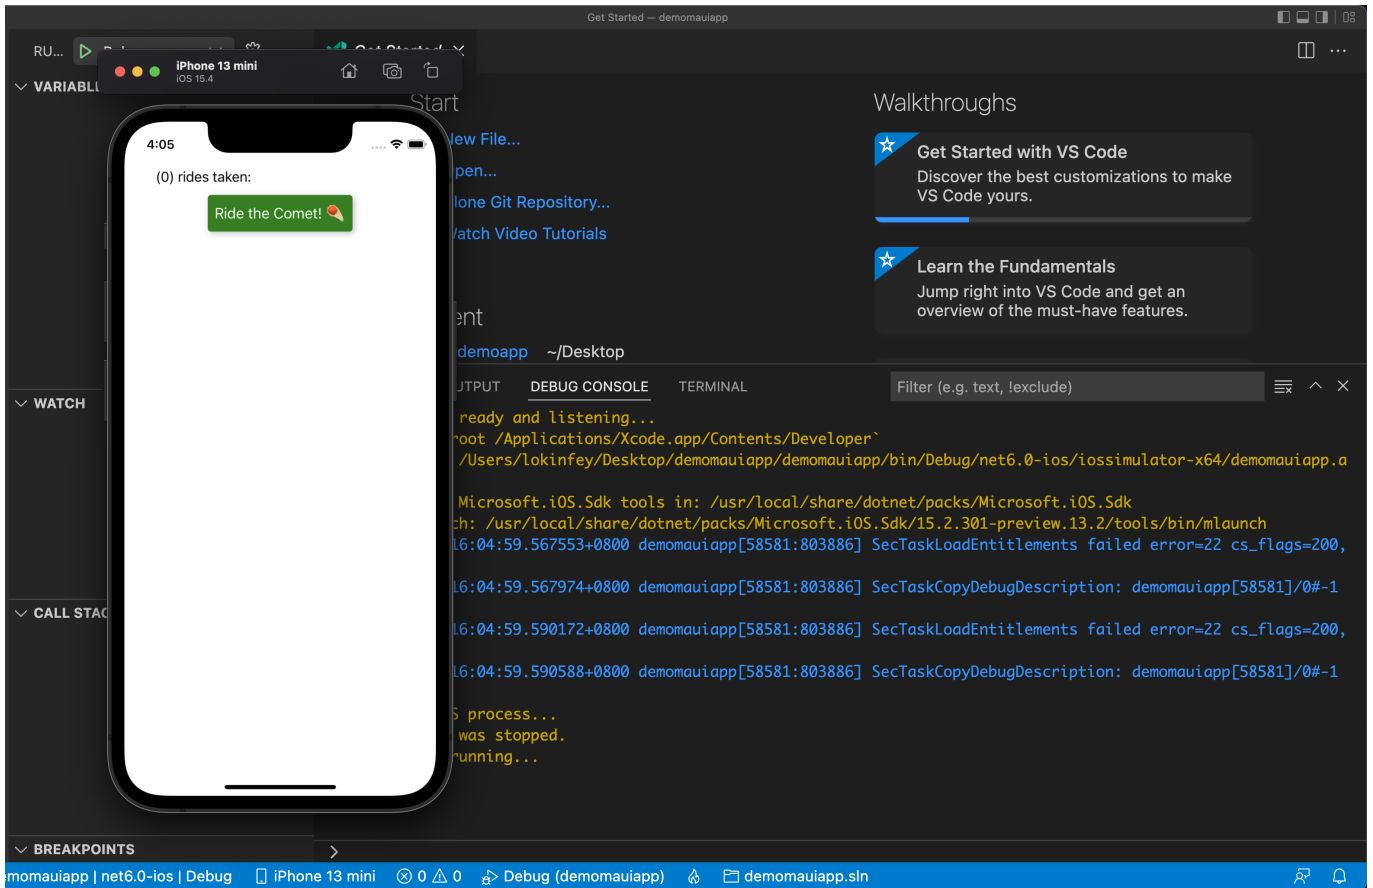 Get Started — demomauiapp
RU...
Get Started
iPhone 13 mini
iOS 15.4
4:05
(0) rides taken:
Ride the Comet!
Start
New File...
pen...
lone Git Repository...
Watch Video Tutorials
ent
demoapp ~/Desktop
Walkthroughs
Get Started with VS Code
Discover the best customizations to make
VS Code yours.
Learn the Fundamentals
Jump right into VS Code and get an
overview of the must-have features.
VARIABL
WATCH
CALL STAC
BREAKPOINTS
UTPUT DEBUG CONSOLE TERMINAL Filter (e.g. text, !exclude)
ready and listening...
root /Applications/Xcode.app/Contents/Developer`
/Users/lokinfey/Desktop/demomauiapp/demomauiapp/bin/Debug/net6.0-ios/iossimulator-x64/demomauiapp.a
Microsoft.iOS.Sdk tools in: /usr/local/share/dotnet/packs/Microsoft.iOS.Sdk
ch: /usr/local/share/dotnet/packs/Microsoft.iOS.Sdk/15.2.301-preview.13.2/tools/bin/mlaunch
16:04:59.567553+0800 demomauiapp[58581:803886] SecTaskLoadEntitlements failed error=22 cs_flags=200,
16:04:59.567974+0800 demomauiapp[58581:803886] SecTaskCopyDebugDescription: demomauiapp[58581]/0#-1
16:04:59.590172+0800 demomauiapp[58581:803886] SecTaskLoadEntitlements failed error=22 cs_flags=200,
16:04:59.590588+0800 demomauiapp[58581:803886] SecTaskCopyDebugDescription: demomauiapp[58581]/0#-1
S process...
was stopped.
running...
momauiapp | net6.0-ios | Debug iPhone 13 mini 0 0 Debug (demomauiapp) demomauiapp.sln